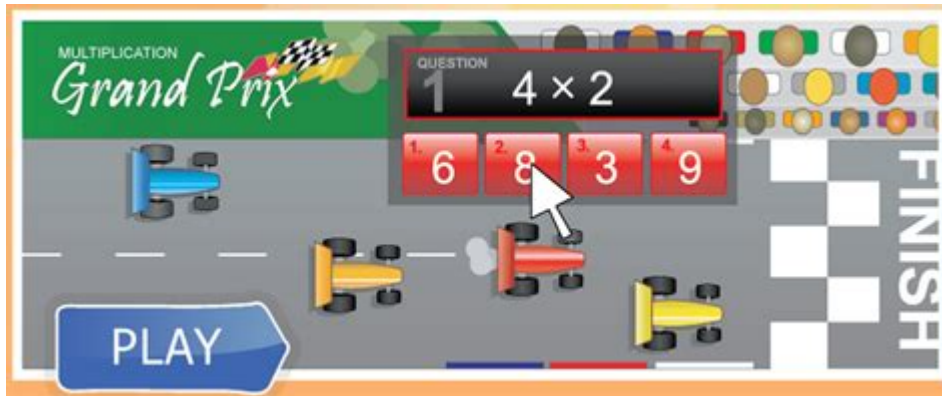 MULTIPLICATION
Grand Prix
QUESTION
1
4 × 2
1. 6
2. 8
3. 3
4. 9
FINISH
PLAY